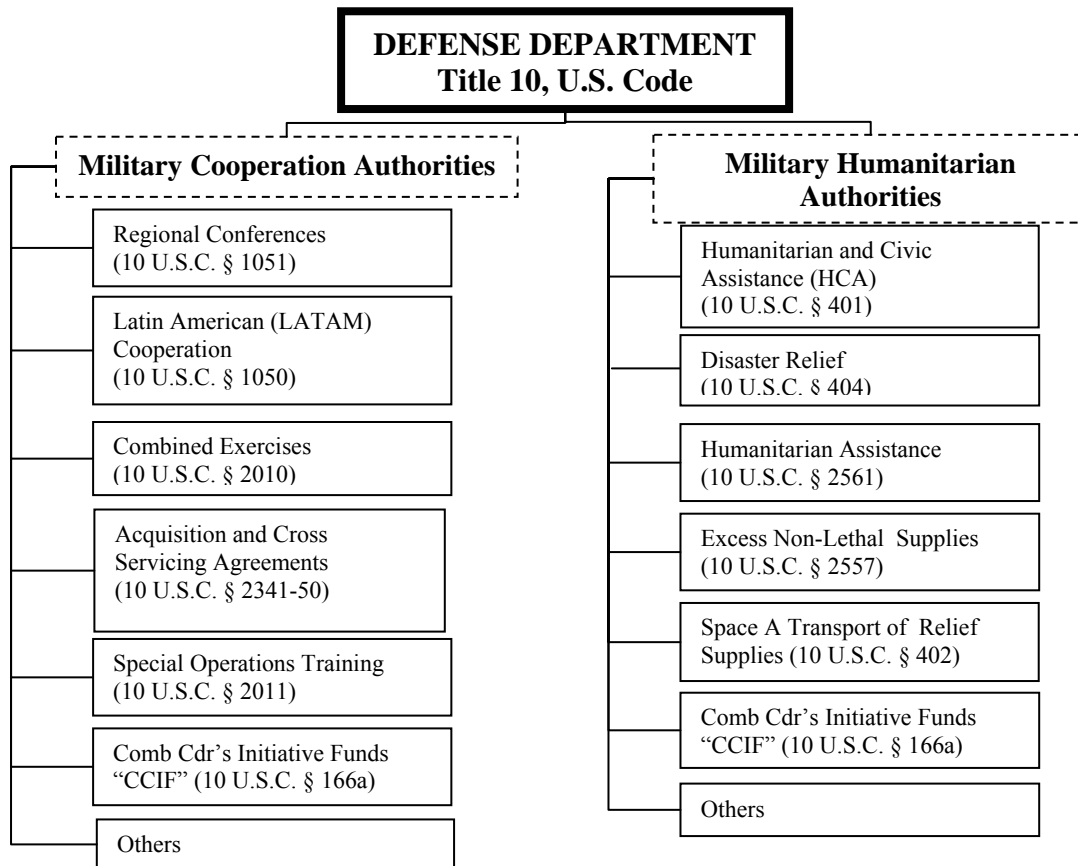 DEFENSE DEPARTMENT
Title 10, U.S. Code
Military Cooperation Authorities
Regional Conferences
(10 U.S.C. § 1051)
Latin American (LATAM)
Cooperation
(10 U.S.C. § 1050)
Combined Exercises
(10 U.S.C. § 2010)
Acquisition and Cross
Servicing Agreements
(10 U.S.C. § 2341-50)
Special Operations Training
(10 U.S.C. § 2011)
Comb Cdr's Initiative Funds
“CCIF” (10 U.S.C. § 166a)
Others
Military Humanitarian
Authorities
Humanitarian and Civic
Assistance (HCA)
(10 U.S.C. § 401)
Disaster Relief
(10 U.S.C. § 404)
Humanitarian Assistance
(10 U.S.C. § 2561)
Excess Non-Lethal Supplies
(10 U.S.C. § 2557)
Space A Transport of Relief
Supplies (10 U.S.C. § 402)
Comb Cdr's Initiative Funds
“CCIF” (10 U.S.C. § 166a)
Others